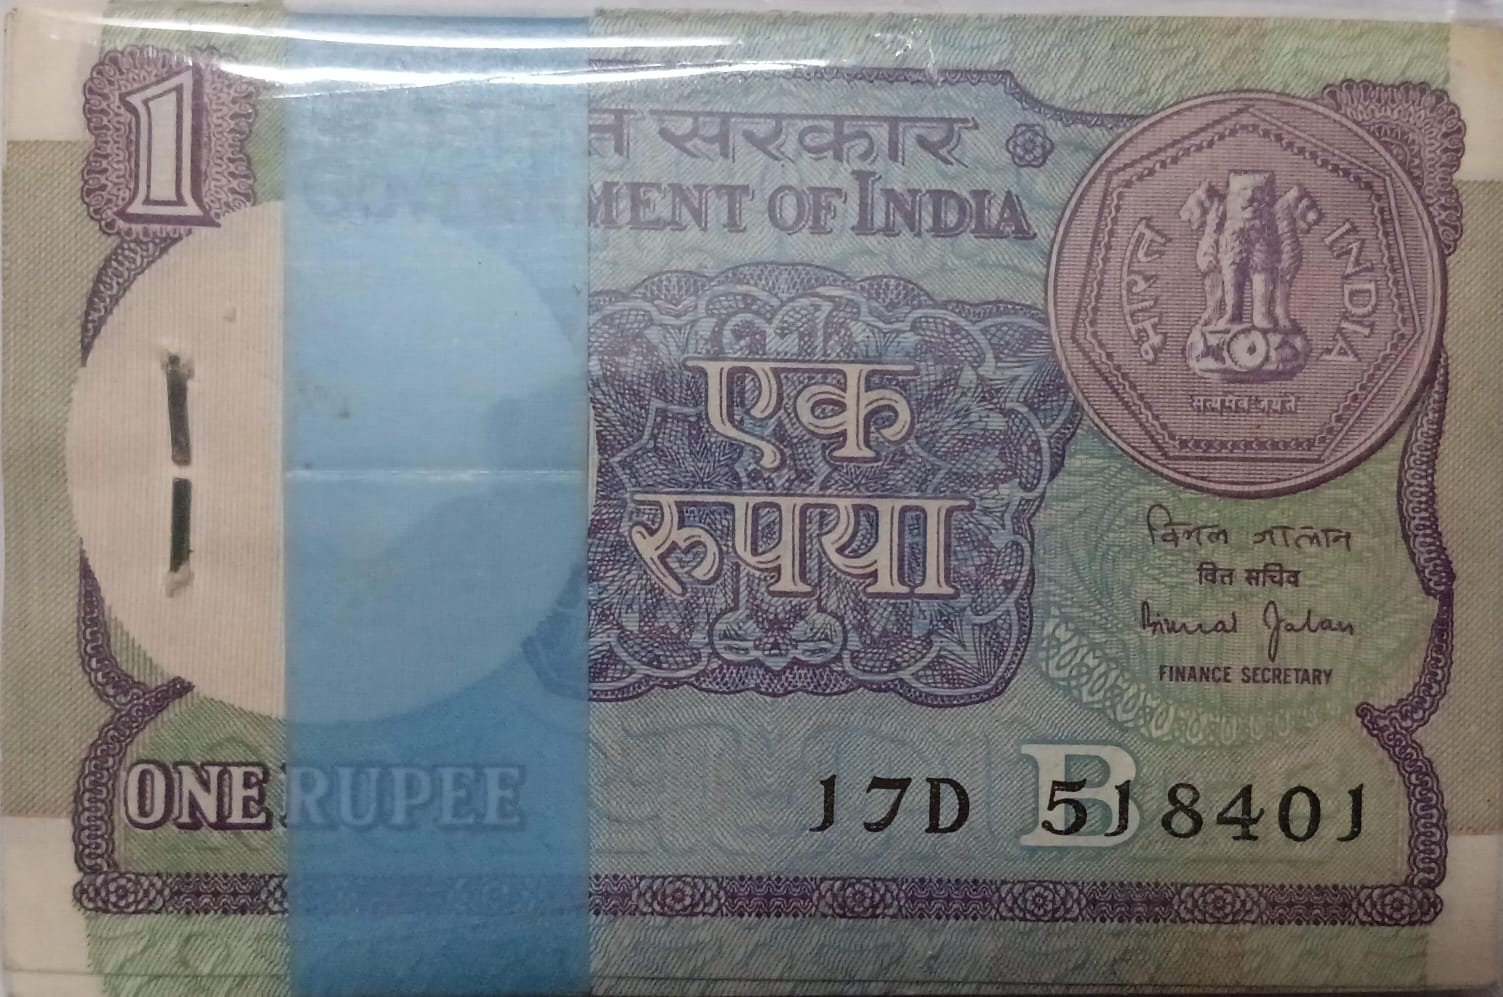 1
त सरकार
MENT OF INDIA
भारत INDIA
सत्यमेव जयते
एक
रुपया
विमल जालान
वित्त सचिव
Bimal Jalan
FINANCE SECRETARY
ONE RUPEE
17D B 518401